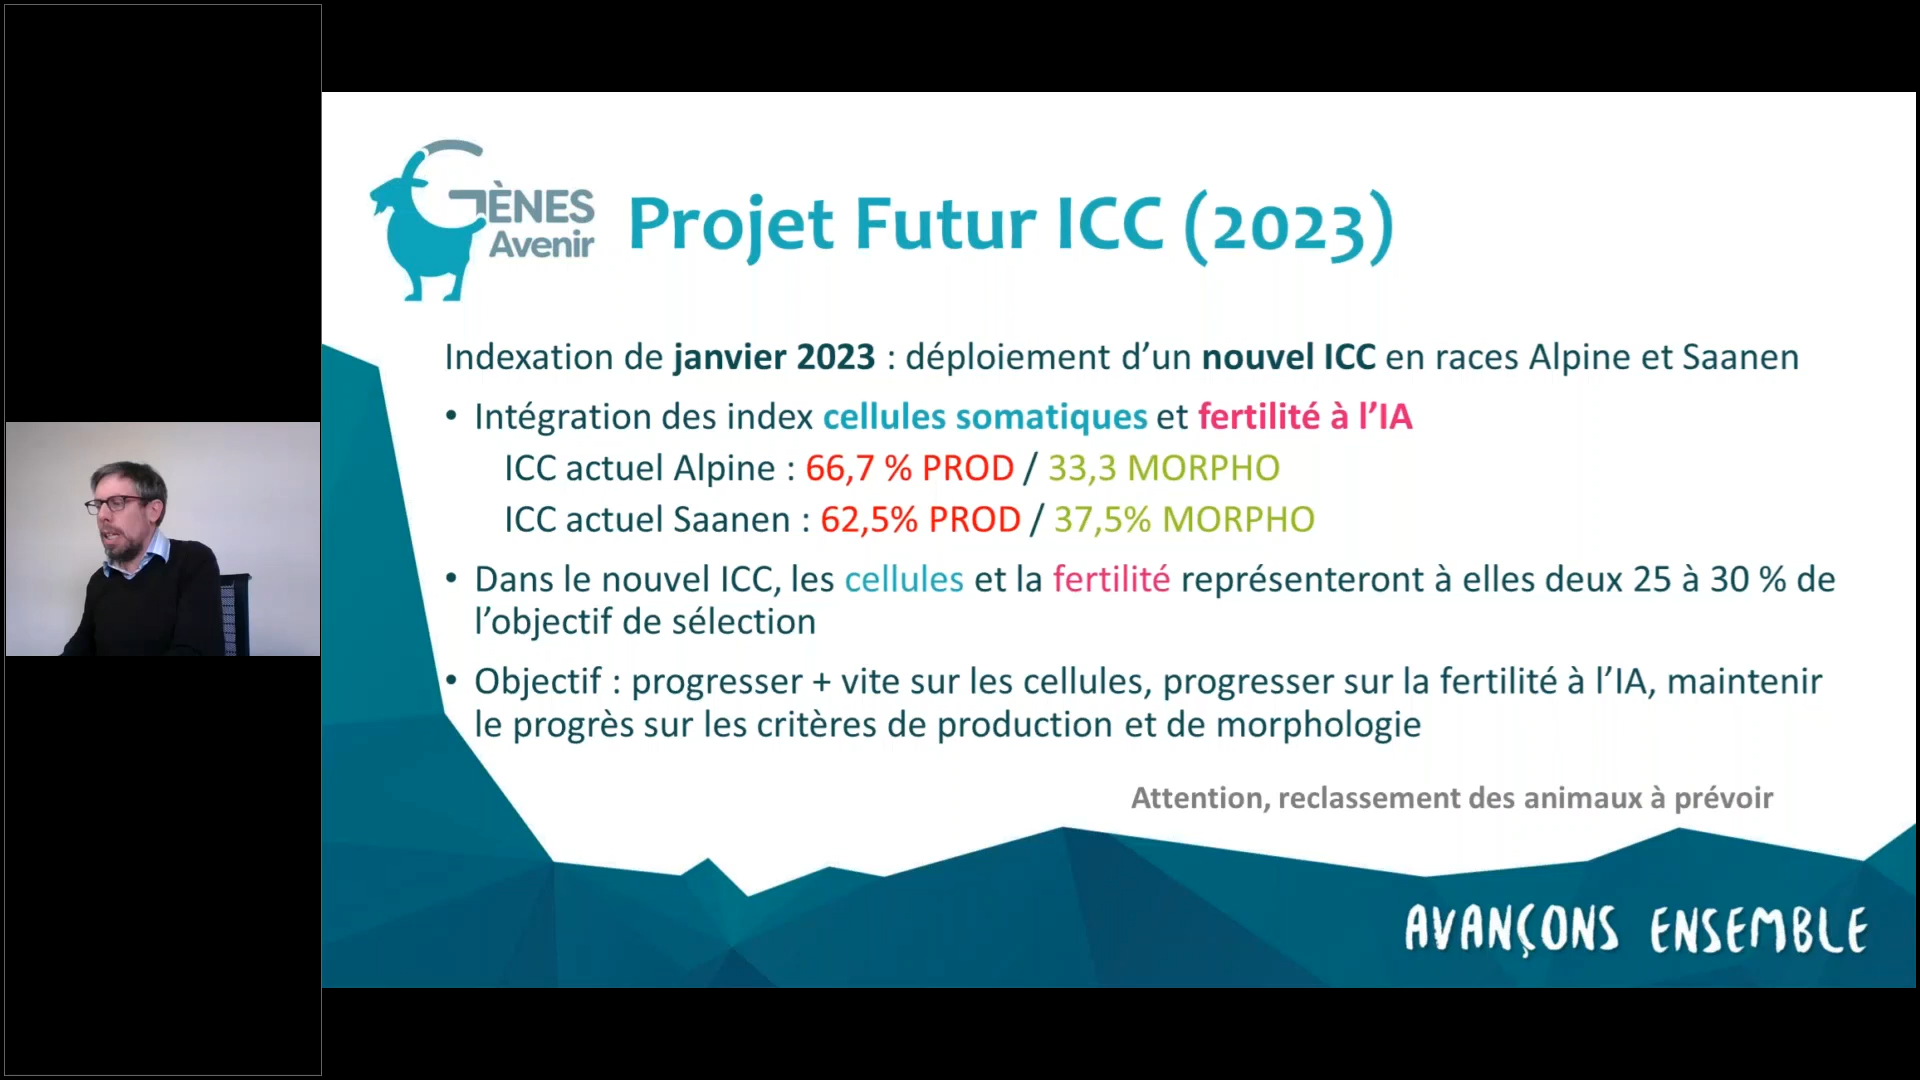 GÈNES
Avenir
Projet Futur ICC (2023)
Indexation de janvier 2023 : déploiement d’un nouvel ICC en races Alpine et Saanen
• Intégration des index cellules somatiques et fertilité à l’IA
ICC actuel Alpine : 66,7 % PROD / 33,3 MORPHO
ICC actuel Saanen : 62,5% PROD / 37,5% MORPHO
• Dans le nouvel ICC, les cellules et la fertilité représenteront à elles deux 25 à 30 % de
l’objectif de sélection
• Objectif : progresser + vite sur les cellules, progresser sur la fertilité à l’IA, maintenir
le progrès sur les critères de production et de morphologie
Attention, reclassement des animaux à prévoir
AVANÇONS ENSEMBLE